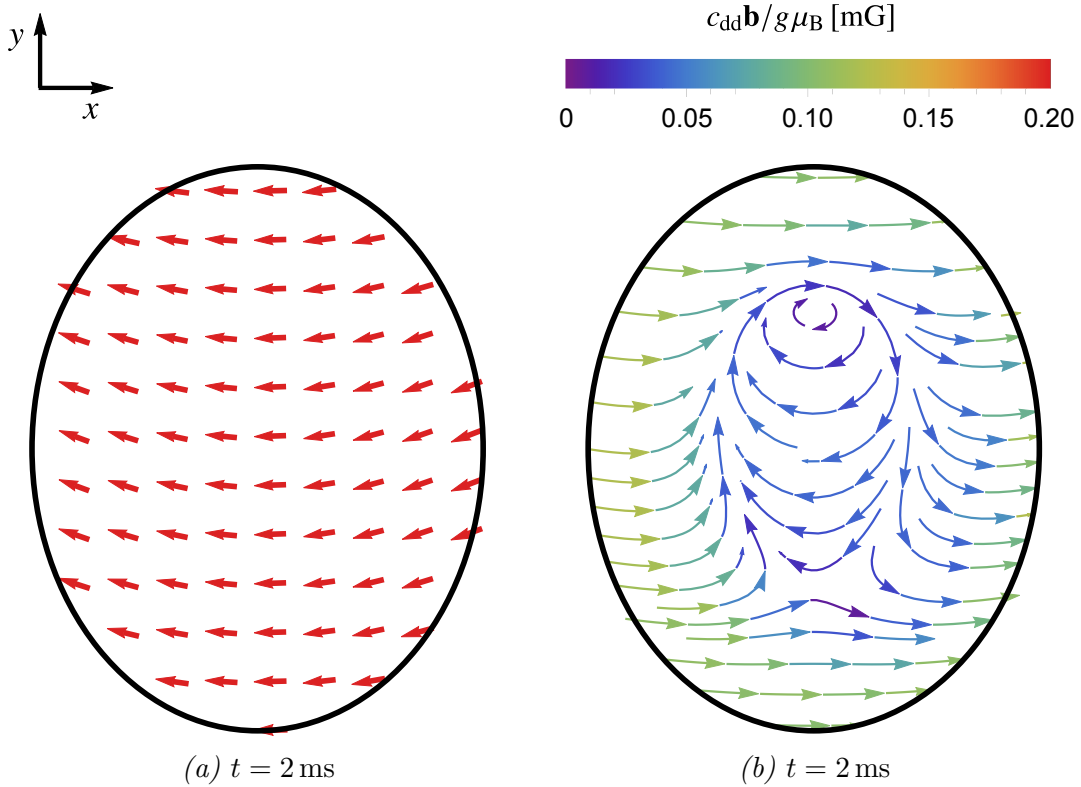 c_dd b/gμ_B [mG]
y
x
0 0.05 0.10 0.15 0.20
(a) t = 2 ms (b) t = 2 ms